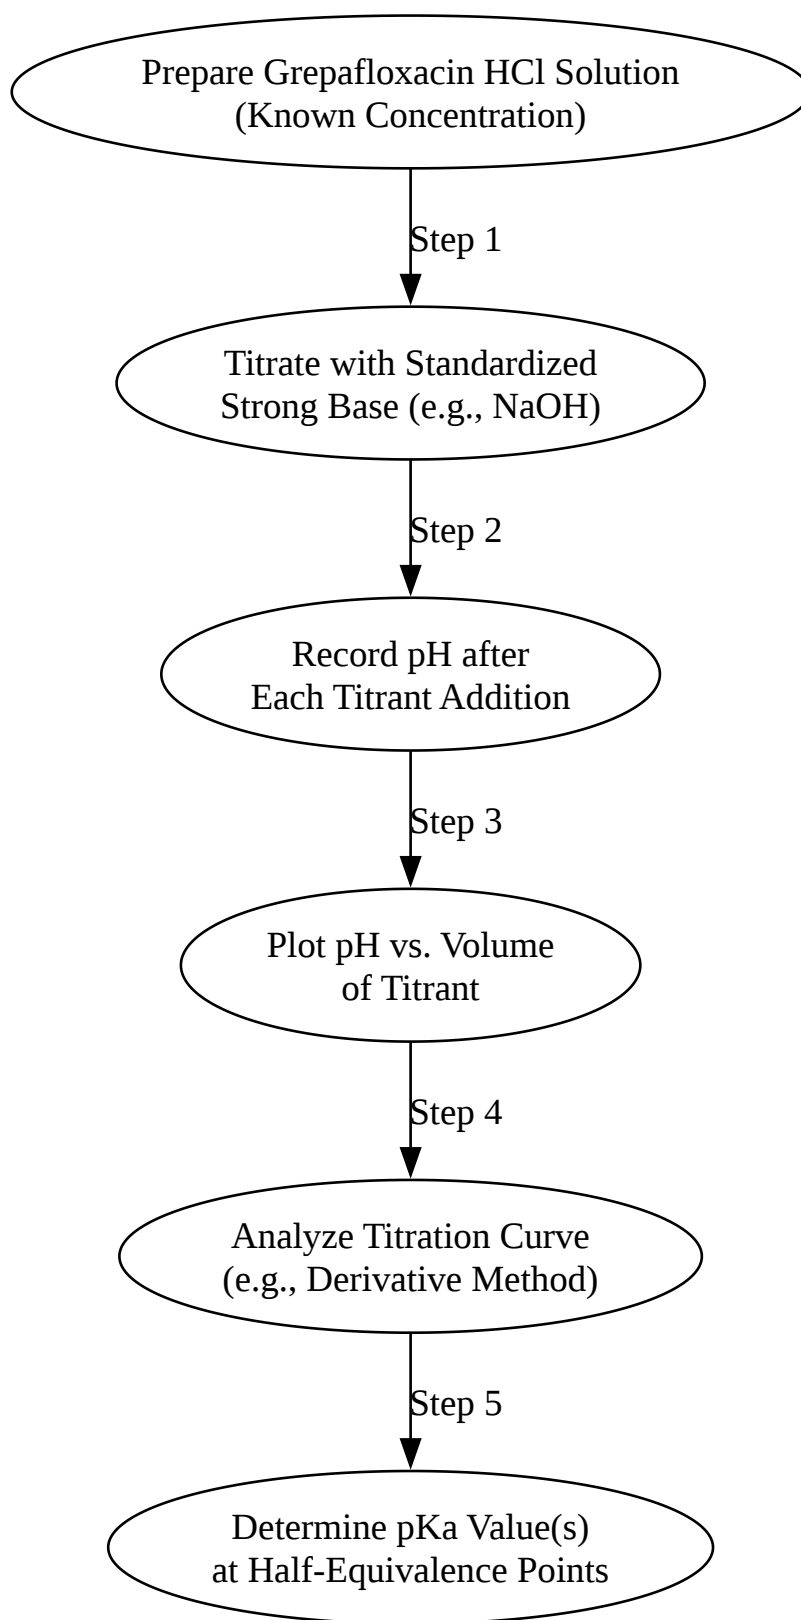 Prepare Grepafloxacin HCl Solution
(Known Concentration)
Step 1
Titrate with Standardized
Strong Base (e.g., NaOH)
Step 2
Record pH after
Each Titrant Addition
Step 3
Plot pH vs. Volume
of Titrant
Step 4
Analyze Titration Curve
(e.g., Derivative Method)
Step 5
Determine pKa Value(s)
at Half-Equivalence Points